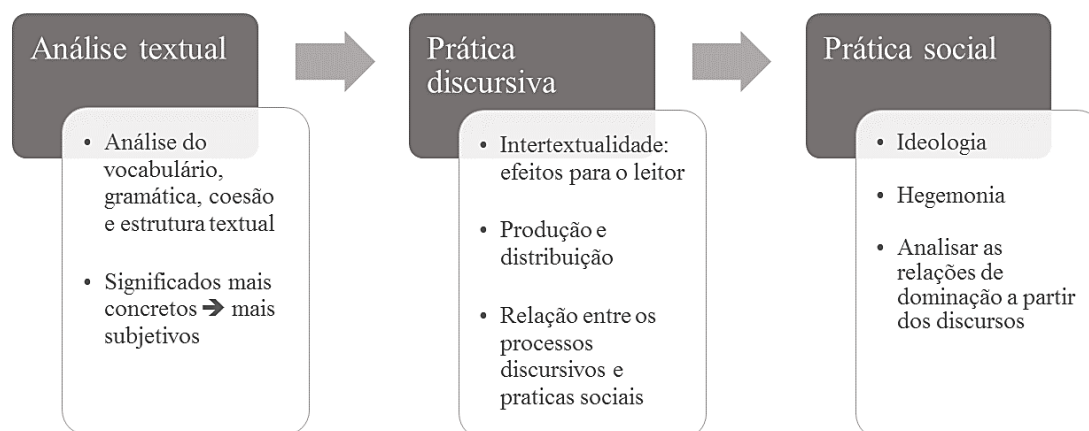 Análise textual
• Análise do
vocabulário,
gramática, coesão
e estrutura textual
• Significados mais
concretos ➔ mais
subjetivos
Prática
discursiva
• Intertextualidade:
efeitos para o leitor
• Produção e
distribuição
• Relação entre os
processos
discursivos e
praticas sociais
Prática social
• Ideologia
• Hegemonia
• Analisar as
relações de
dominação a partir
dos discursos